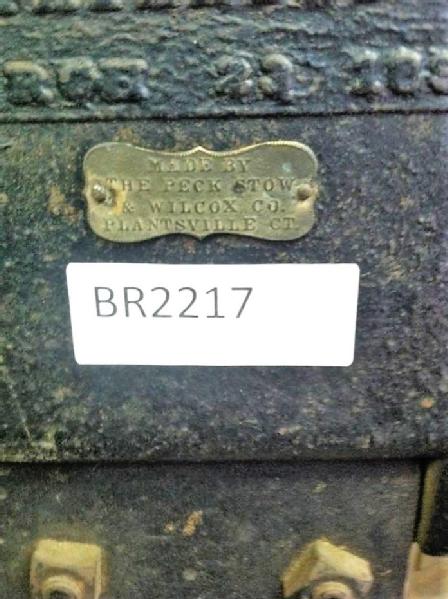 MADE BY
THE PECK STOW
& WILCOX CO.
PLANTSVILLE CT.
BR2217